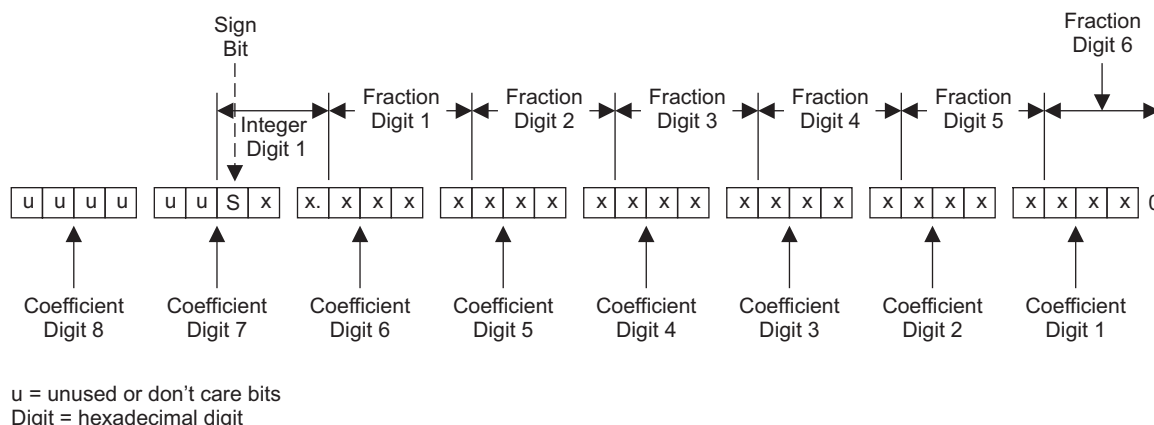 Sign
Bit
Fraction
Digit 6
Integer
Digit 1
Fraction
Digit 1
Fraction
Digit 2
Fraction
Digit 3
Fraction
Digit 4
Fraction
Digit 5
u u u u u u S x x. x x x x x x x x x x x x x x x x x x x x x x x 0
Coefficient
Digit 8
Coefficient
Digit 7
Coefficient
Digit 6
Coefficient
Digit 5
Coefficient
Digit 4
Coefficient
Digit 3
Coefficient
Digit 2
Coefficient
Digit 1
u = unused or don’t care bits
Digit = hexadecimal digit